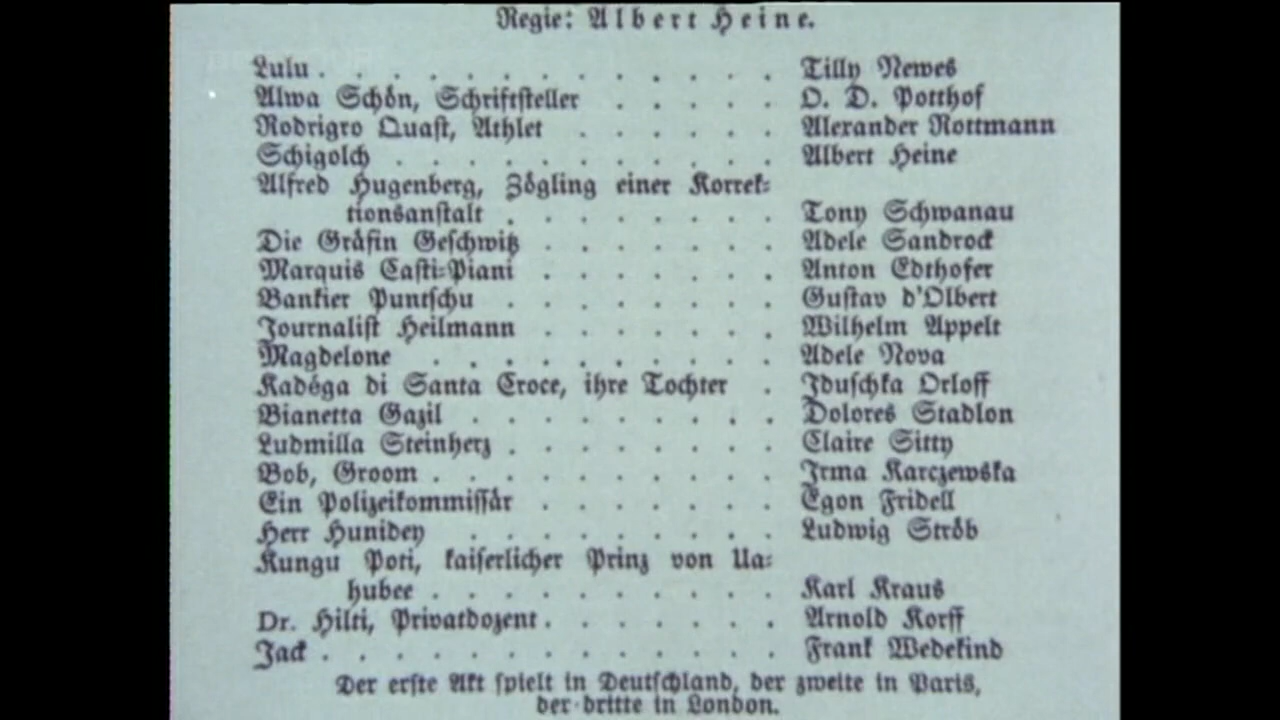 Regie: Albert Heine.
Lulu . . . . . . . . . . . . . Tilly Newes
Alwa Schön, Schriftsteller . . . . . O. D. Potthof
Rodrigro Quast, Athlet . . . . . . Alexander Rottmann
Schigolch . . . . . . . . . . . Albert Heine
Alfred Hugenberg, Zögling einer Korrek-
tionsanstalt . . . . . . . . Tony Schwanau
Die Gräfin Geschwitz . . . . . . . Adele Sandrock
Marquis Casti-Piani . . . . . . . Anton Edthofer
Bankier Puntschu . . . . . . . . Gustav d'Olbert
Journalist Heilmann . . . . . . . Wilhelm Appelt
Magdelone . . . . . . . . . . Adele Nova
Kadéga di Santa Croce, ihre Tochter . Iduschka Orloff
Bianetta Gazil . . . . . . . . . Dolores Stadlon
Ludmilla Steinherz . . . . . . . . Claire Sitty
Bob, Groom . . . . . . . . . . Irma Karczewska
Ein Polizeikommissär . . . . . . . Egon Fridell
Herr Hunidey . . . . . . . . . Ludwig Ströb
Kungu Poti, kaiserlicher Prinz von Ua-
hubee . . . . . . . . . . Karl Kraus
Dr. Hilti, Privatdozent . . . . . . . Arnold Korff
Jack . . . . . . . . . . . . . Frank Wedekind
Der erste Akt spielt in Deutschland, der zweite in Paris,
der dritte in London.